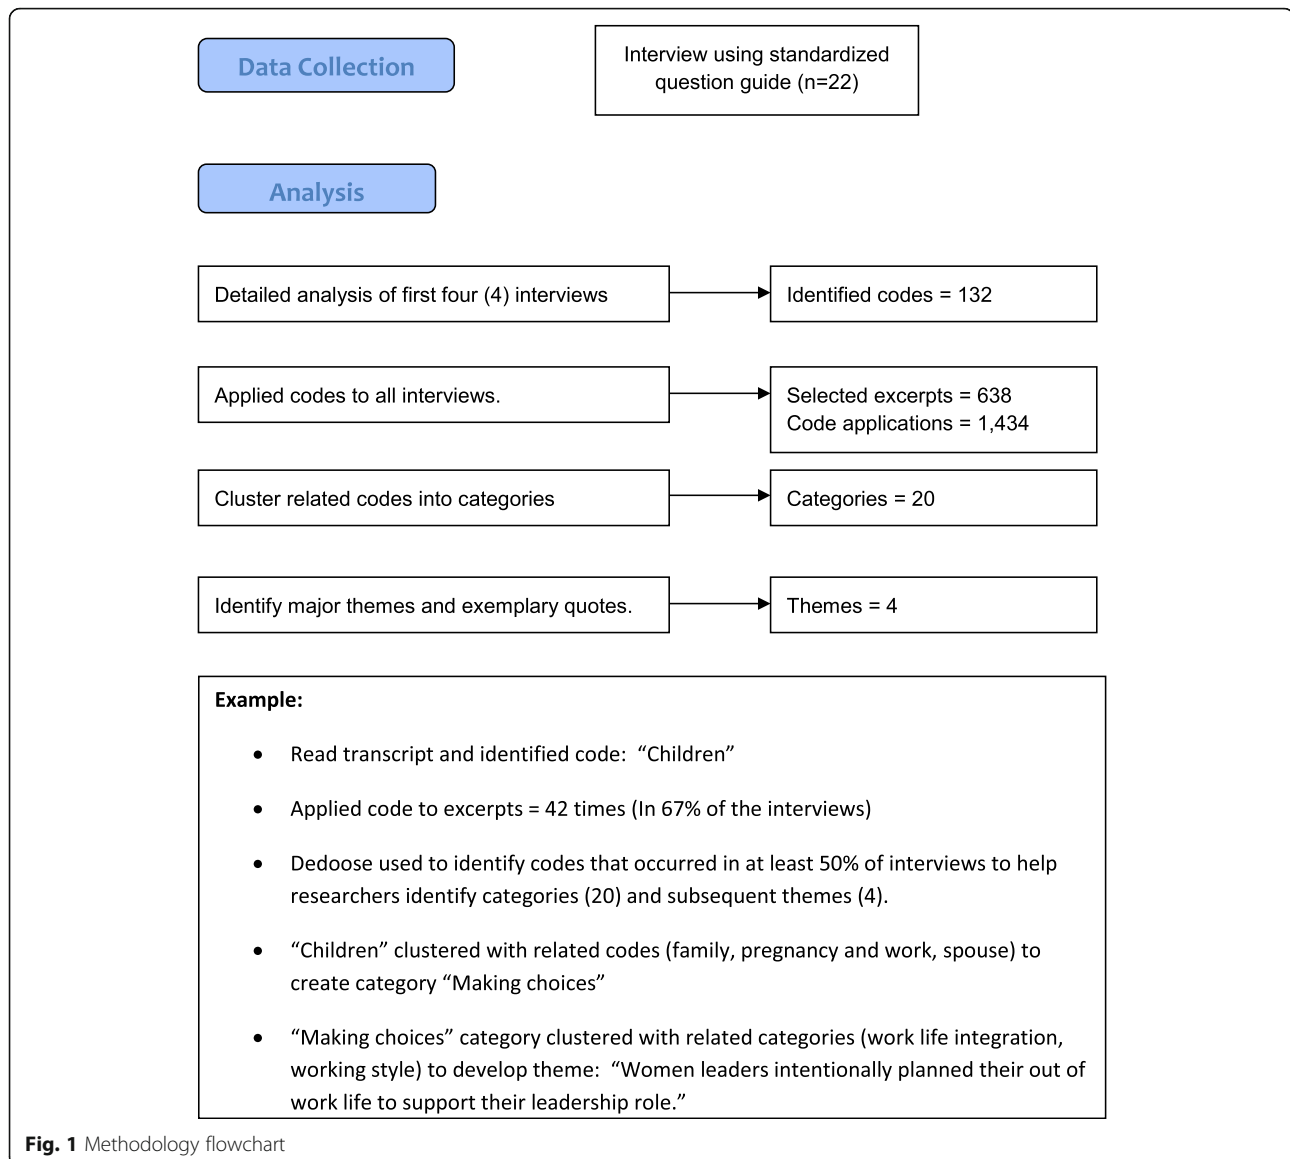 Data Collection
Interview using standardized
question guide (n=22)
Analysis
Detailed analysis of first four (4) interviews
Identified codes = 132
Applied codes to all interviews.
Selected excerpts = 638
Code applications = 1,434
Cluster related codes into categories
Categories = 20
Identify major themes and exemplary quotes.
Themes = 4
Example:
• Read transcript and identified code: “Children”
• Applied code to excerpts = 42 times (In 67% of the interviews)
• Dedoose used to identify codes that occurred in at least 50% of interviews to help
researchers identify categories (20) and subsequent themes (4).
• “Children” clustered with related codes (family, pregnancy and work, spouse) to
create category “Making choices”
• “Making choices” category clustered with related categories (work life integration,
working style) to develop theme: “Women leaders intentionally planned their out of
work life to support their leadership role.”
Fig. 1 Methodology flowchart